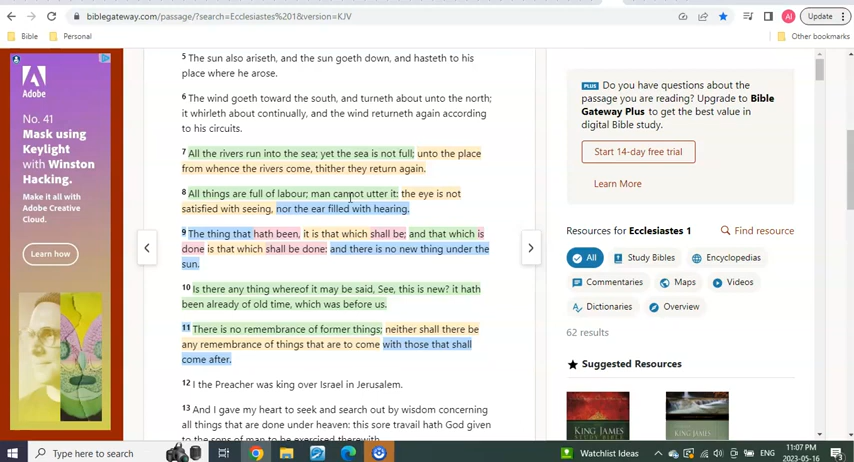 biblegateway.com/passage/?search=Ecclesiastes%201&version=KJV
Update
Bible
Personal
Other bookmarks
Adobe
No. 41
Mask using
Keylight
with Winston
Hacking.
Make it all with
Adobe Creative
Cloud.
Learn how
5 The sun also ariseth, and the sun goeth down, and hasteth to his
place where he arose.
6 The wind goeth toward the south, and turneth about unto the north;
it whirleth about continually, and the wind returneth again according
to his circuits.
7 All the rivers run into the sea; yet the sea is not full; unto the place
from whence the rivers come, thither they return again.
8 All things are full of labour; man cannot utter it: the eye is not
satisfied with seeing, nor the ear filled with hearing.
9 The thing that hath been, it is that which shall be; and that which is
done is that which shall be done: and there is no new thing under the
sun.
10 Is there any thing whereof it may be said, See, this is new? it hath
been already of old time, which was before us.
11 There is no remembrance of former things; neither shall there be
any remembrance of things that are to come with those that shall
come after.
12 I the Preacher was king over Israel in Jerusalem.
13 And I gave my heart to seek and search out by wisdom concerning
all things that are done under heaven: this sore travail hath God given
to the sons of man to be exercised therewith
PLUS Do you have questions about the
passage you are reading? Upgrade to Bible
Gateway Plus to get the best value in
digital Bible study.
Start 14-day free trial
Learn More
Resources for Ecclesiastes 1
Find resource
All
Study Bibles
Encyclopedias
Commentaries
Maps
Videos
Dictionaries
Overview
62 results
Suggested Resources
KING JAMES
KING JAMES
Type here to search
Watchlist Ideas
ENG
11:07 PM
2023-05-16